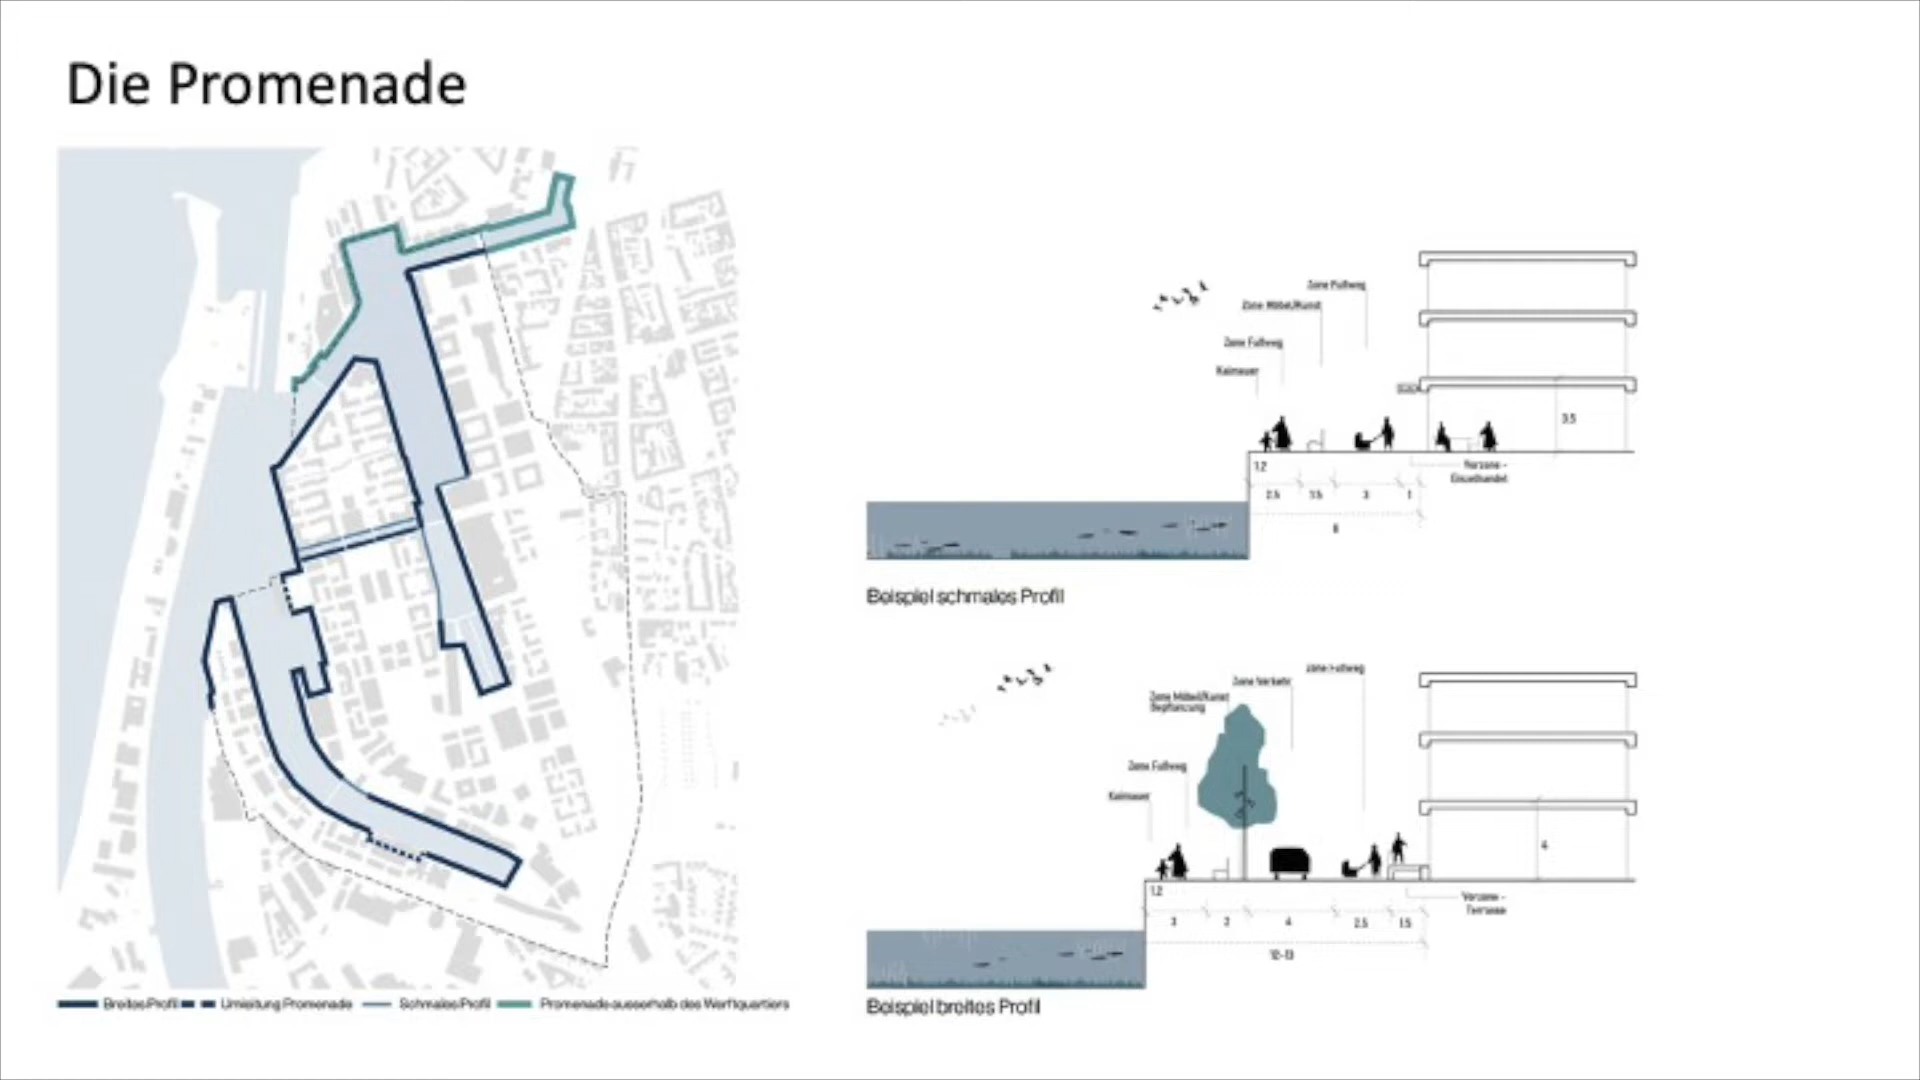 Die Promenade
Breites Profil
Umleitung Promenade
Schmales Profil
Promenade ausserhalb des Werftquartiers
Zone Fußweg
Zone Möbel/Kunst
Zone Fußweg
Kaimauer
3.5
1.2
Vorzone -
Einzelhandel
2.5
1.5
3
1
8
Beispiel schmales Profil
Zone Fußweg
Zone Verkehr
Zone Möbel/Kunst
Bepflanzung
Zone Fußweg
Kaimauer
4
1.2
Vorzone -
Terrasse
3
2
4
2.5
1.5
12-13
Beispiel breites Profil